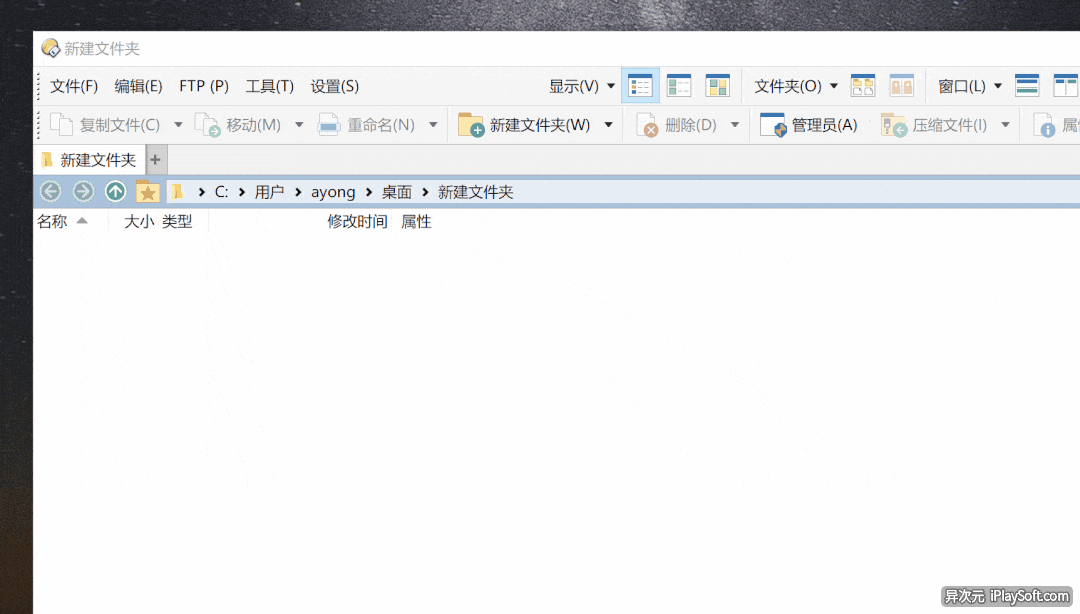 新建文件夹
文件(F) 编辑(E) FTP (P) 工具(T) 设置(S) 显示(V) 文件夹(O) 窗口(L)
复制文件(C) 移动(M) 重命名(N) 新建文件夹(W) 删除(D) 管理员(A) 压缩文件(I) 属
新建文件夹 +
C: 用户 ayong 桌面 新建文件夹
名称 大小 类型 修改时间 属性
异次元 iPlaySoft.com